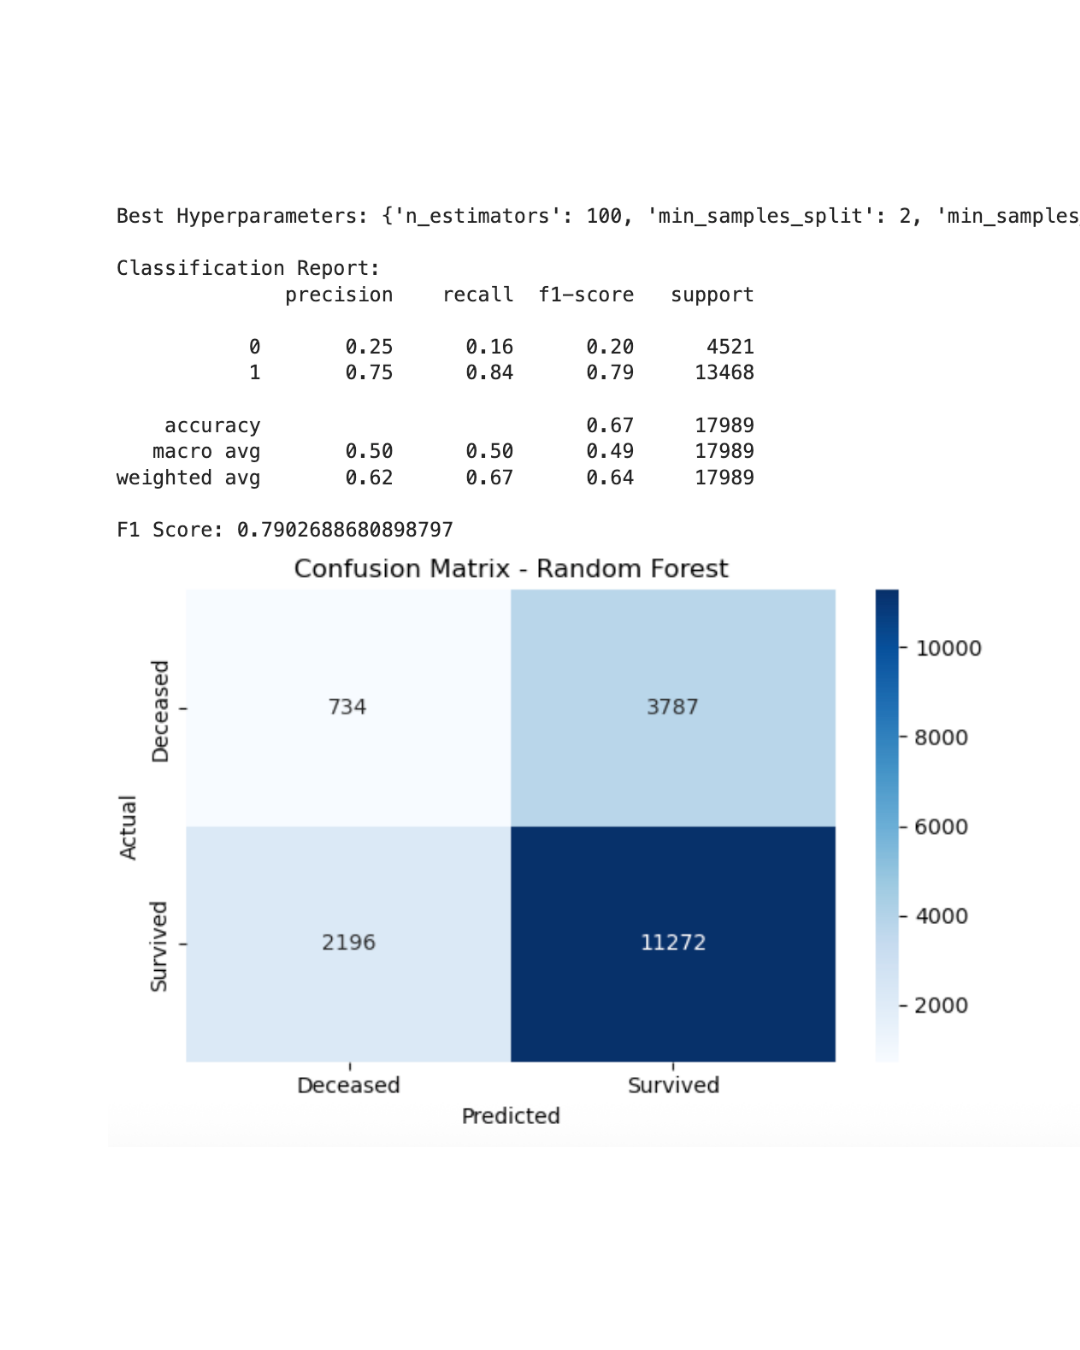 Best Hyperparameters: {'n_estimators': 100, 'min_samples_split': 2, 'min_samples_
Classification Report:
precision recall f1-score support
0 0.25 0.16 0.20 4521
1 0.75 0.84 0.79 13468
accuracy 0.67 17989
macro avg 0.50 0.50 0.49 17989
weighted avg 0.62 0.67 0.64 17989
F1 Score: 0.7902688680898797
Confusion Matrix - Random Forest
Actual
Deceased
734 3787
Survived
2196 11272
Deceased Survived
Predicted
10000
8000
6000
4000
2000